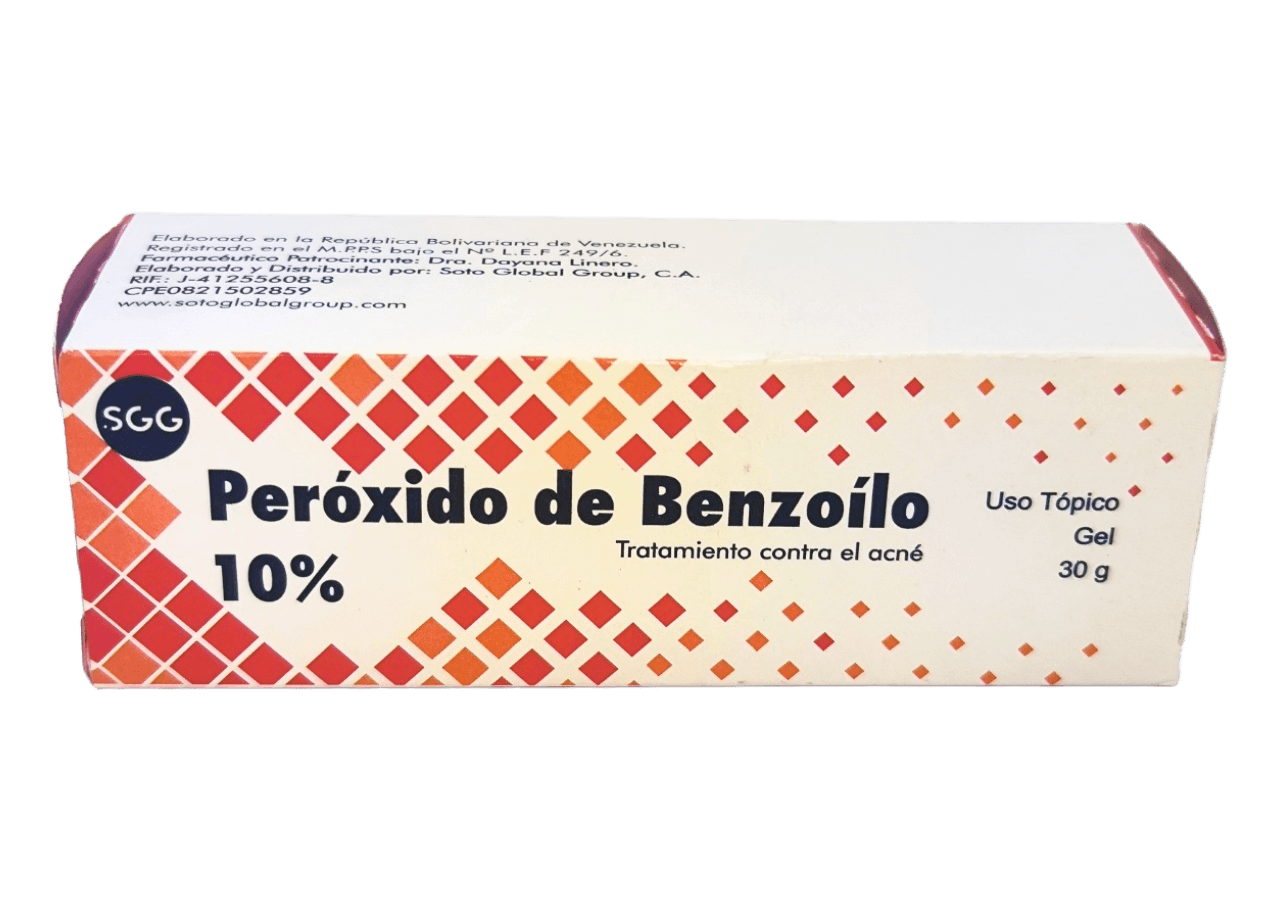 Elaborado en la República Bolivariana de Venezuela.
Registrado en el M.P.P.S bajo el Nº L.E.F 249/6.
Farmacéutico Patrocinante: Dra. Dayana Linero.
Elaborado y Distribuido por: Soto Global Group, C.A.
RIF.: J-41255608-8
CPE0821502859
www.sotoglobalgroup.com
SGG
Peróxido de Benzoílo
Tratamiento contra el acné
10%
Uso Tópico
Gel
30 g